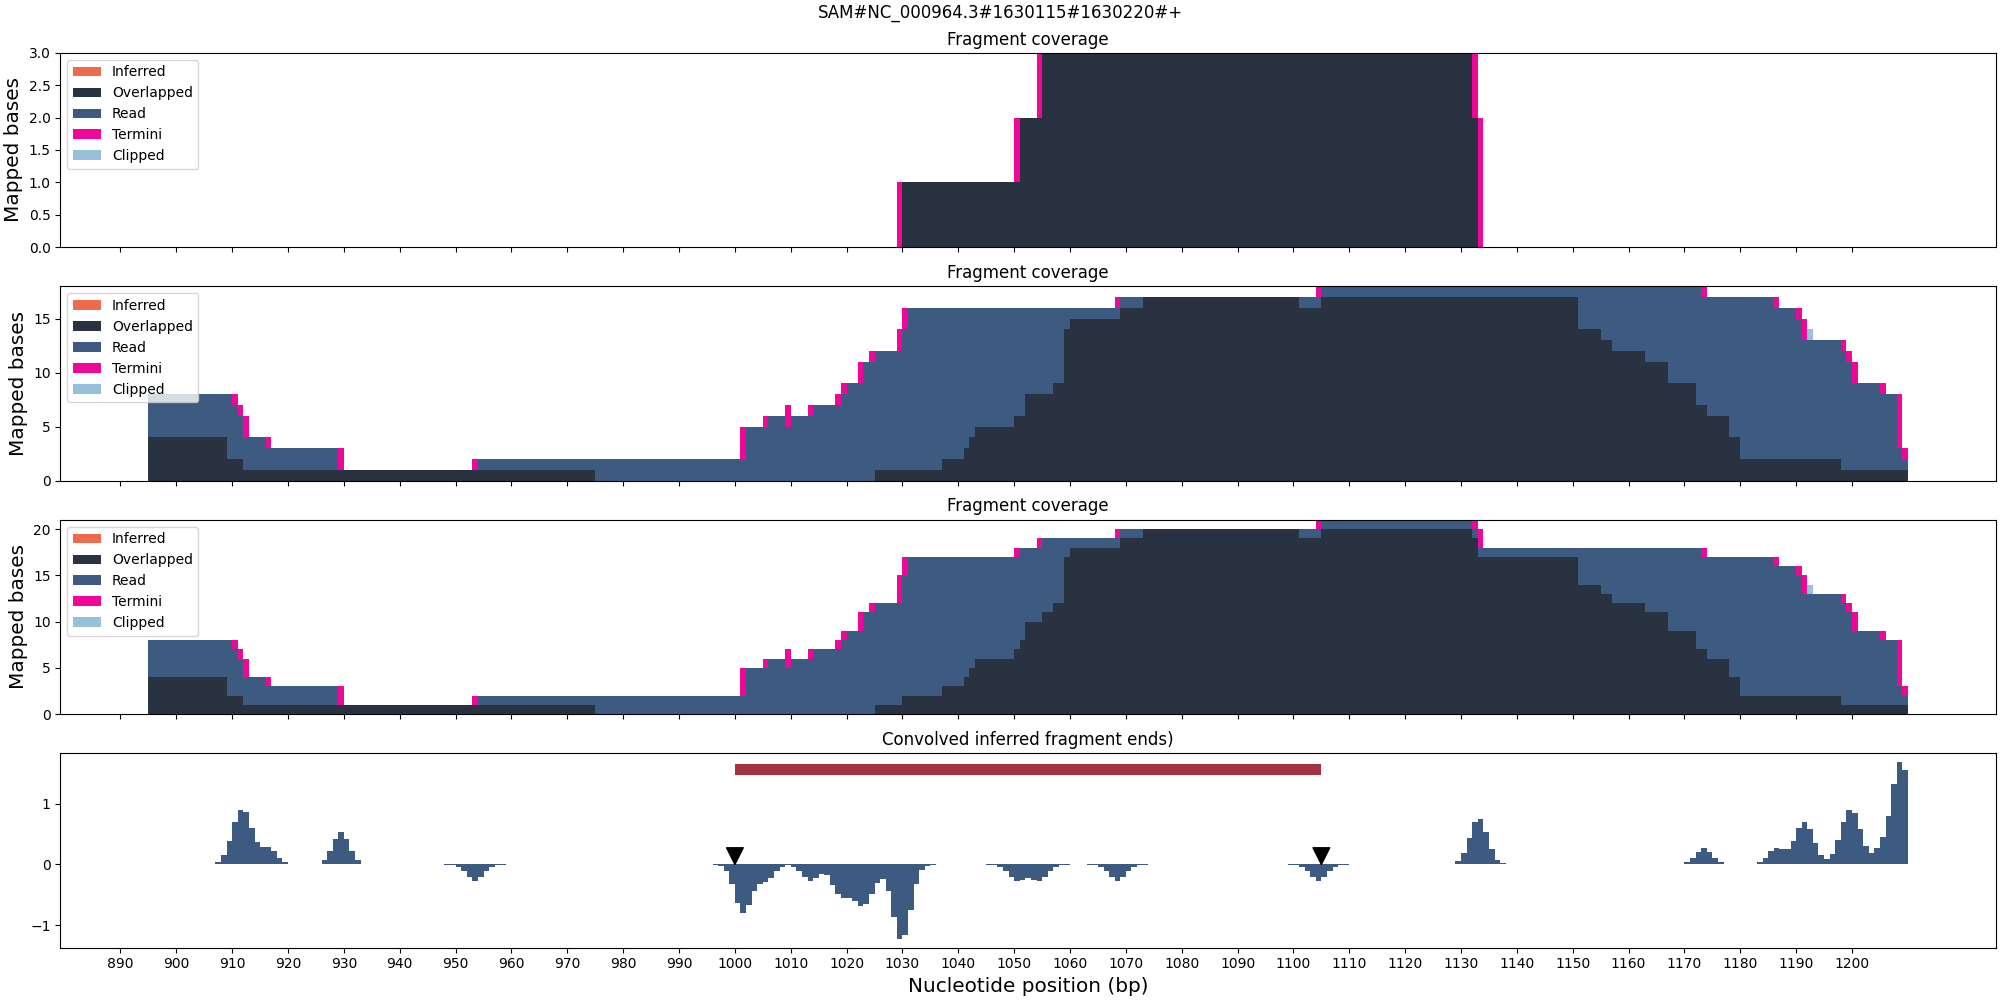 SAM#NC_000964.3#1630115#1630220#+
Fragment coverage
Mapped bases
3.0
2.5
2.0
1.5
1.0
0.5
0.0
Inferred
Overlapped
Read
Termini
Clipped
Fragment coverage
Mapped bases
15
10
5
0
Inferred
Overlapped
Read
Termini
Clipped
Fragment coverage
Mapped bases
20
15
10
5
0
Inferred
Overlapped
Read
Termini
Clipped
Convolved inferred fragment ends)
1
0
−1
890 900 910 920 930 940 950 960 970 980 990 1000 1010 1020 1030 1040 1050 1060 1070 1080 1090 1100 1110 1120 1130 1140 1150 1160 1170 1180 1190 1200
Nucleotide position (bp)